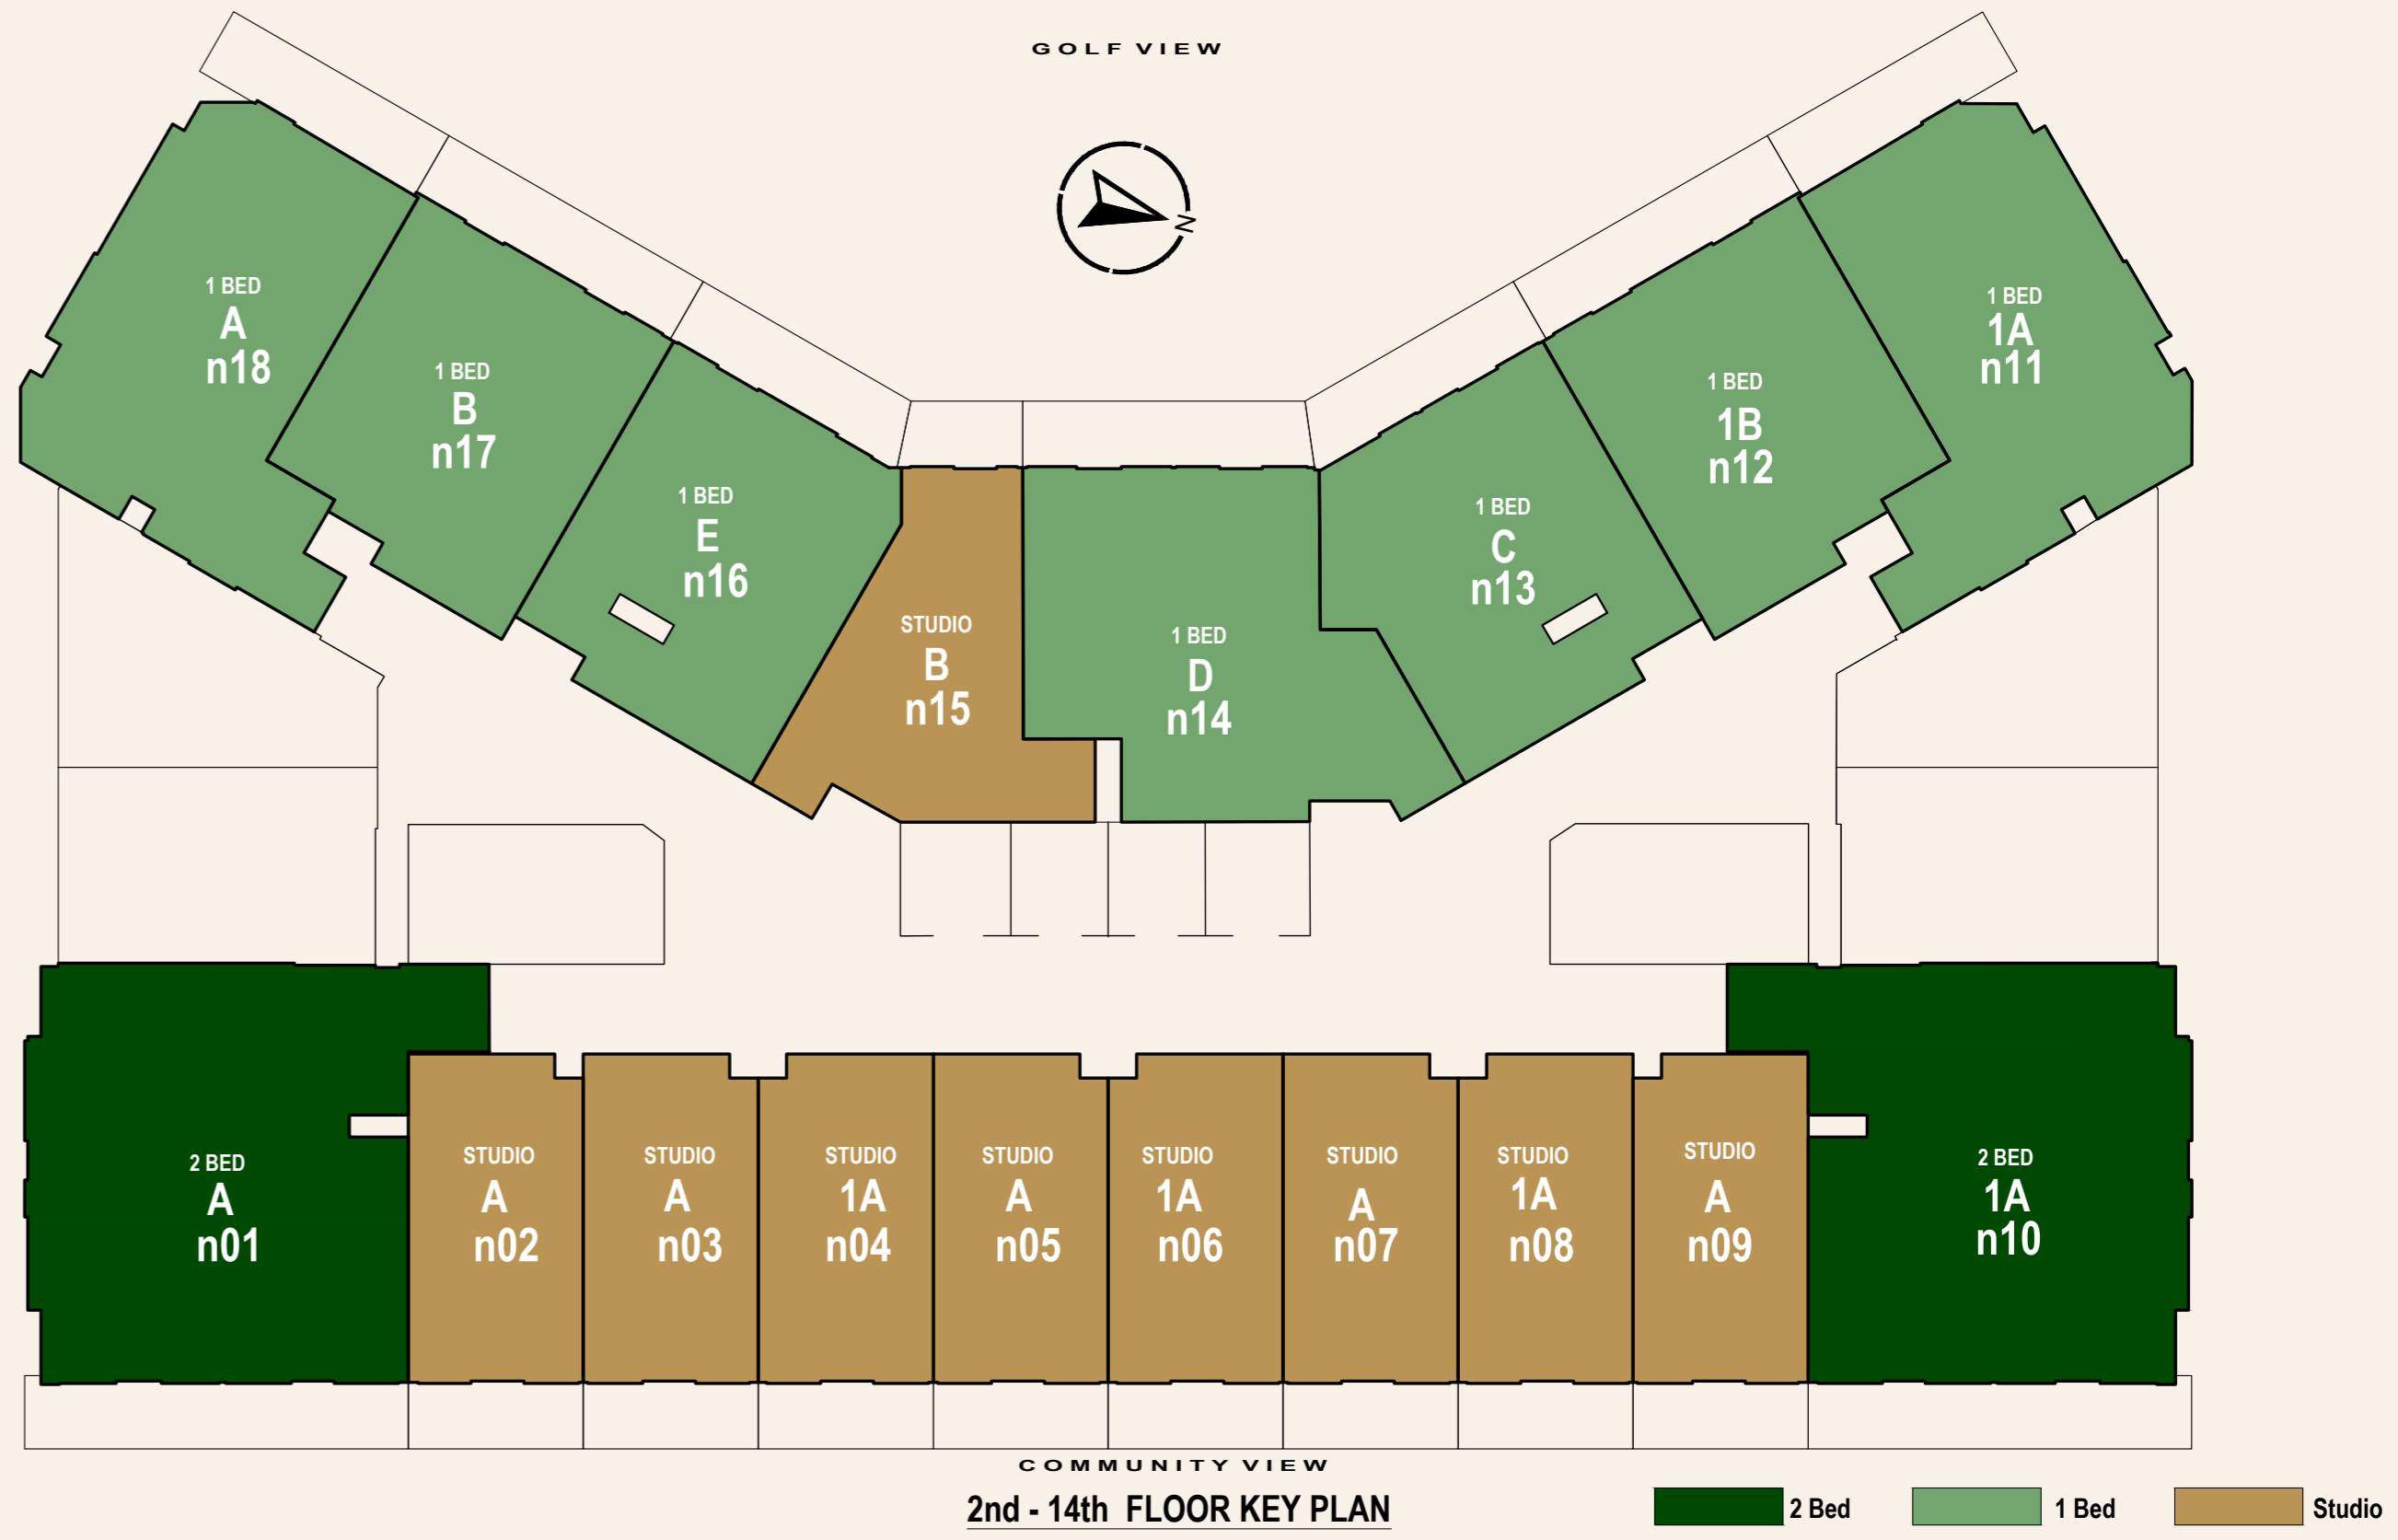 GOLF VIEW
N
1 BED
A
n18
1 BED
B
n17
1 BED
E
n16
STUDIO
B
n15
1 BED
D
n14
1 BED
C
n13
1 BED
1B
n12
1 BED
1A
n11
2 BED
A
n01
STUDIO
A
n02
STUDIO
A
n03
STUDIO
1A
n04
STUDIO
A
n05
STUDIO
1A
n06
STUDIO
A
n07
STUDIO
1A
n08
STUDIO
A
n09
2 BED
1A
n10
COMMUNITY VIEW
2nd - 14th FLOOR KEY PLAN
2 Bed
1 Bed
Studio